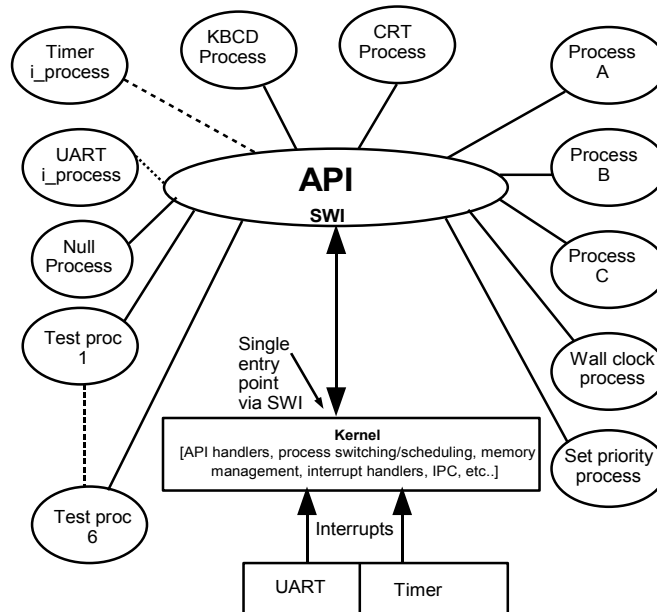 Timer
i_process
KBCD
Process
CRT
Process
Process
A
UART
i_process
API
SWI
Process
B
Null
Process
Process
C
Test proc
1
Single
entry
point
via SWI
Wall clock
process
Kernel
[API handlers, process switching/scheduling, memory
management, interrupt handlers, IPC, etc..]
Set priority
process
Test proc
6
Interrupts
UART
Timer